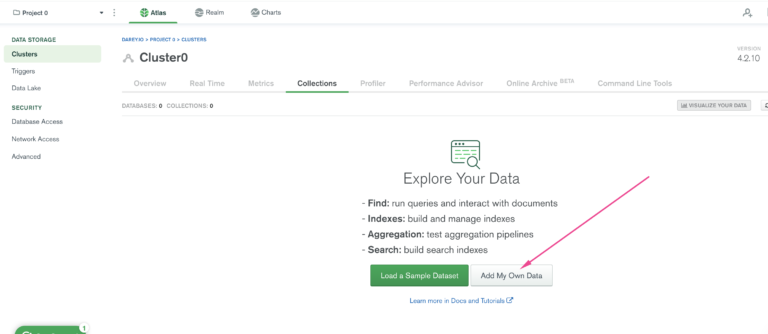 Project 0
Atlas
Realm
Charts
DATA STORAGE
Clusters
Triggers
Data Lake
SECURITY
Database Access
Network Access
Advanced
DAREY.IO > PROJECT 0 > CLUSTERS
Cluster0
VERSION
4.2.10
Overview
Real Time
Metrics
Collections
Profiler
Performance Advisor
Online Archive BETA
Command Line Tools
DATABASES: 0 COLLECTIONS: 0
VISUALIZE YOUR DATA
Explore Your Data
- Find: run queries and interact with documents
- Indexes: build and manage indexes
- Aggregation: test aggregation pipelines
- Search: build search indexes
Load a Sample Dataset
Add My Own Data
Learn more in Docs and Tutorials
1